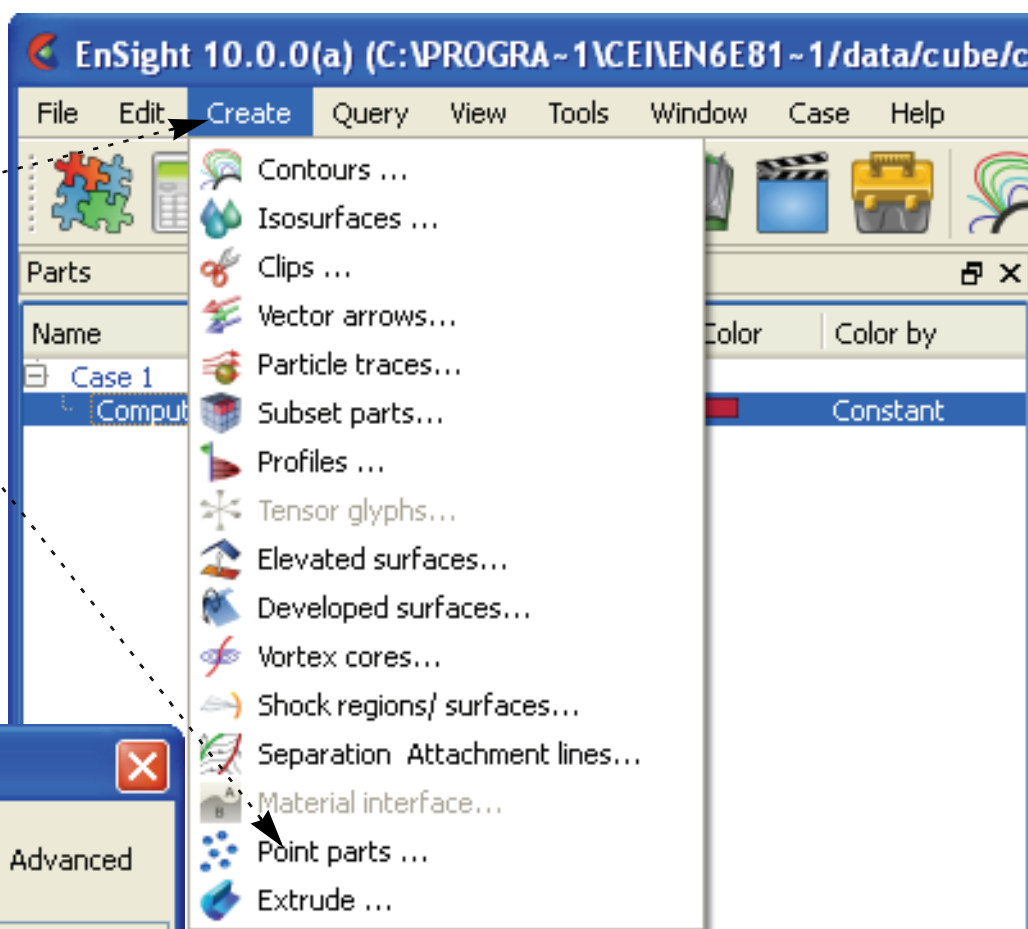 EnSight 10.0.0(a) (C:\PROGRA~1\CEI\EN6E81~1/data/cube/c
File Edit Create Query View Tools Window Case Help
Parts
Name Color Color by
Case 1
Comput Constant
Contours ...
Isosurfaces ...
Clips ...
Vector arrows...
Particle traces...
Subset parts...
Profiles ...
Tensor glyphs...
Elevated surfaces...
Developed surfaces...
Vortex cores...
Shock regions/ surfaces...
Separation Attachment lines...
Material interface...
A
B
Point parts ...
Extrude ...
Advanced